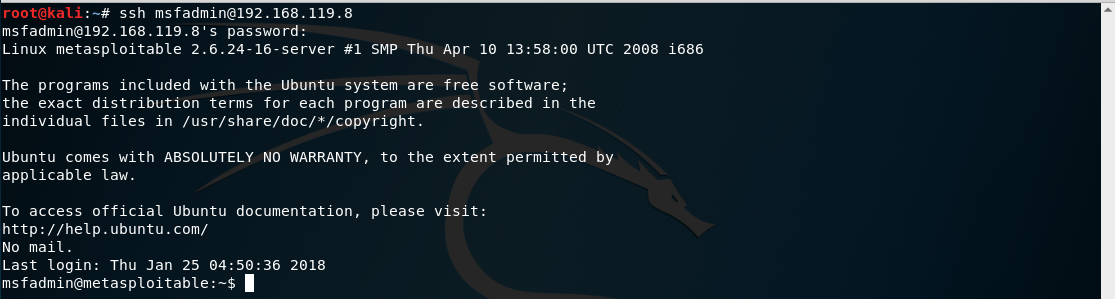 root@kali:~# ssh msfadmin@192.168.119.8
msfadmin@192.168.119.8's password:
Linux metasploitable 2.6.24-16-server #1 SMP Thu Apr 10 13:58:00 UTC 2008 i686

The programs included with the Ubuntu system are free software;
the exact distribution terms for each program are described in the
individual files in /usr/share/doc/*/copyright.

Ubuntu comes with ABSOLUTELY NO WARRANTY, to the extent permitted by
applicable law.

To access official Ubuntu documentation, please visit:
http://help.ubuntu.com/
No mail.
Last login: Thu Jan 25 04:50:36 2018
msfadmin@metasploitable:~$